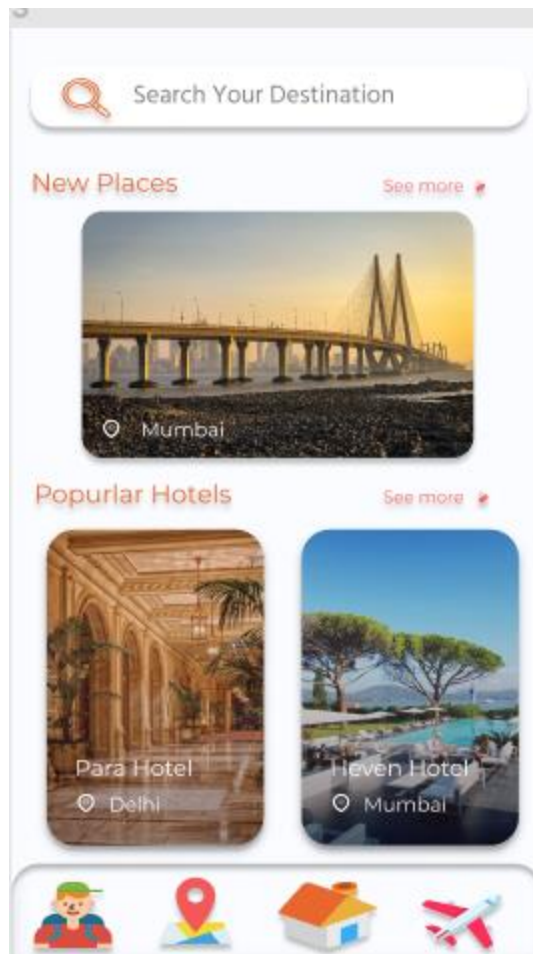 Search Your Destination
New Places
See more
Mumbai
Popurlar Hotels
See more
Para Hotel
Delhi
Heven Hotel
Mumbai